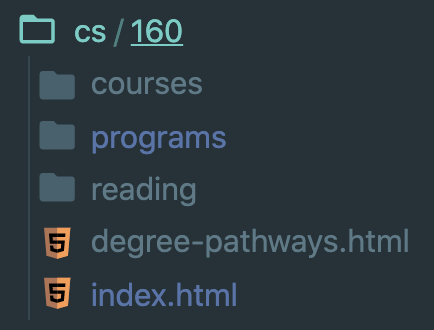 cs / 160
courses
programs
reading
degree-pathways.html
index.html